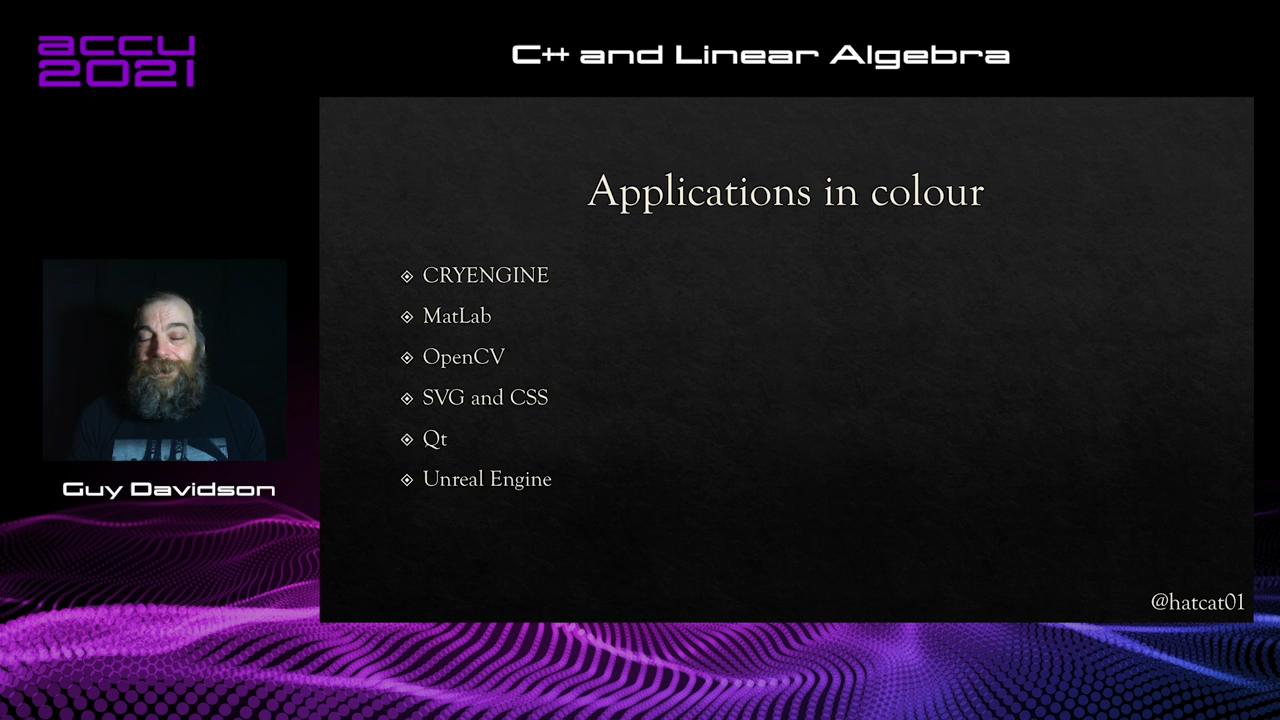 accu
2021
C++ and Linear Algebra
Applications in colour
CRYENGINE
MatLab
OpenCV
SVG and CSS
Qt
Unreal Engine
Guy Davidson
@hatcat01